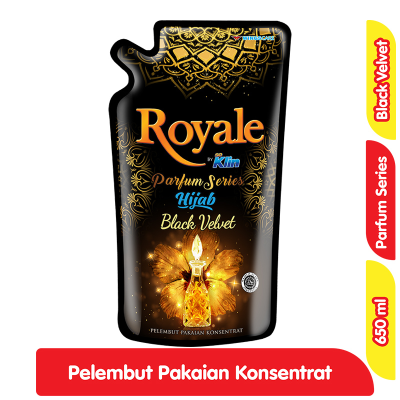 Royale
BY SO Klin
Parfum Series
Hijab
Black Velvet
PELEMBUT PAKAIAN KONSENTRAT
Black Velvet
Parfum Series
650 ml
Pelembut Pakaian Konsentrat